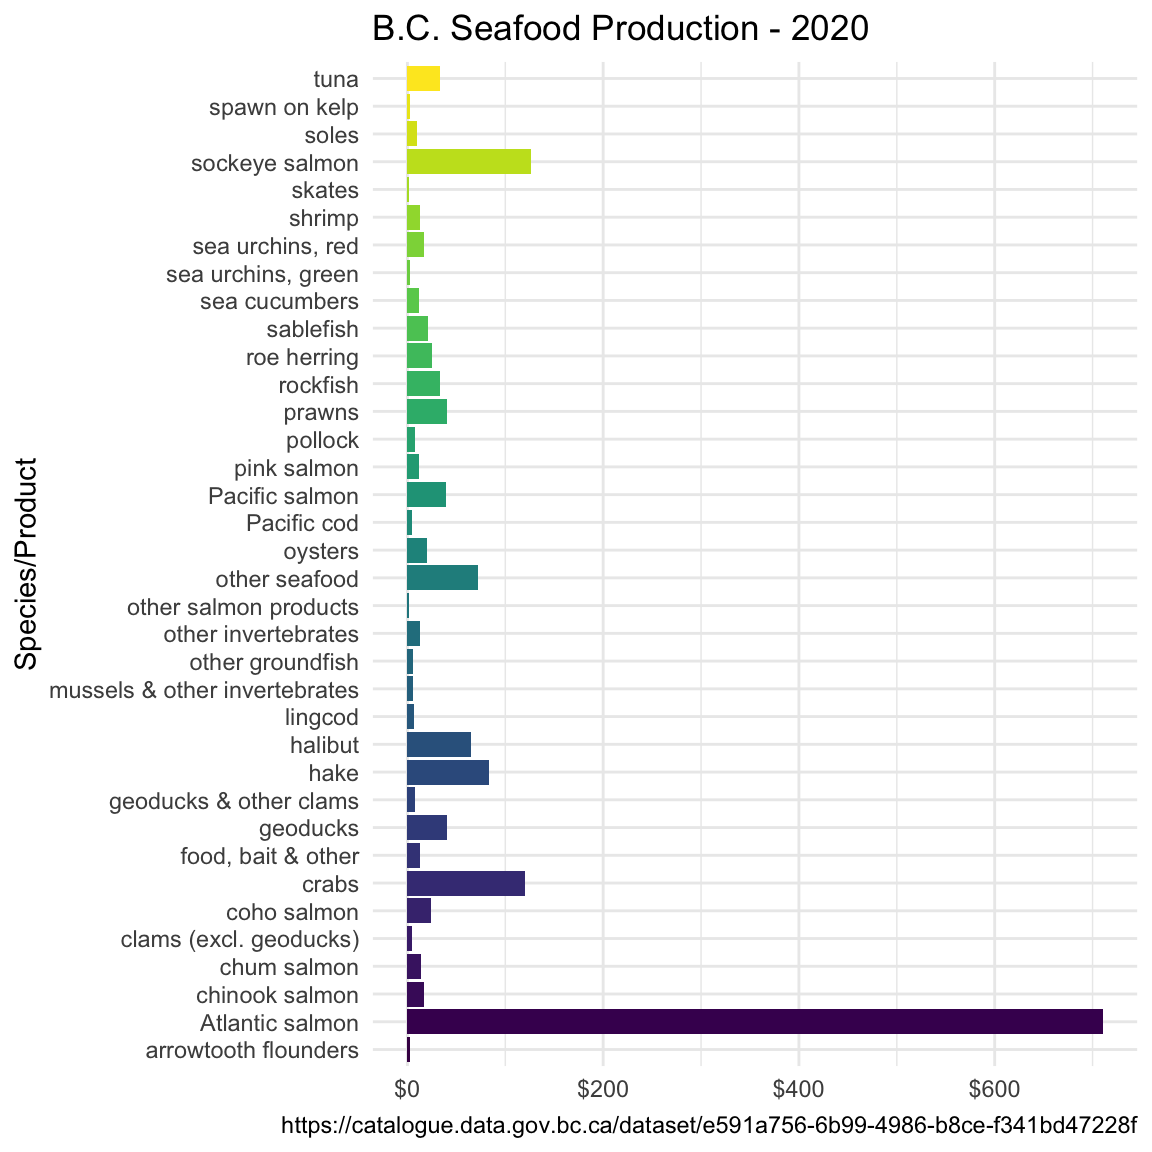 B.C. Seafood Production - 2020
Species/Product
tuna
spawn on kelp
soles
sockeye salmon
skates
shrimp
sea urchins, red
sea urchins, green
sea cucumbers
sablefish
roe herring
rockfish
prawns
pollock
pink salmon
Pacific salmon
Pacific cod
oysters
other seafood
other salmon products
other invertebrates
other groundfish
mussels & other invertebrates
lingcod
halibut
hake
geoducks & other clams
geoducks
food, bait & other
crabs
coho salmon
clams (excl. geoducks)
chum salmon
chinook salmon
Atlantic salmon
arrowtooth flounders
$0 $200 $400 $600
https://catalogue.data.gov.bc.ca/dataset/e591a756-6b99-4986-b8ce-f341bd47228f